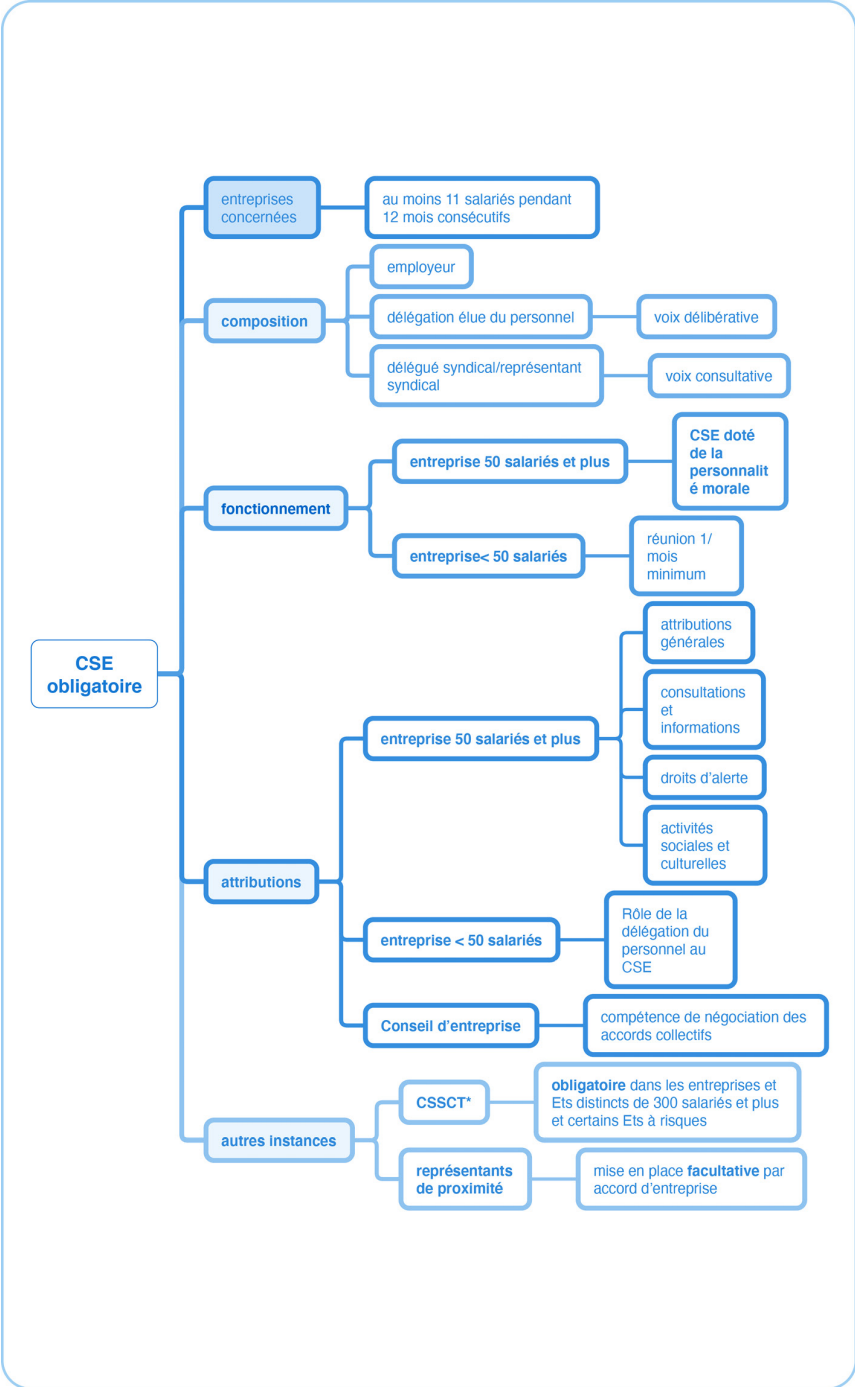 CSE
obligatoire
entreprises
concernées
au moins 11 salariés pendant
12 mois consécutifs
composition
employeur
délégation élue du personnel
voix délibérative
délégué syndical/représentant
syndical
voix consultative
fonctionnement
entreprise 50 salariés et plus
CSE doté
de la
personnalit
é morale
entreprise< 50 salariés
réunion 1/
mois
minimum
attributions
entreprise 50 salariés et plus
attributions
générales
consultations
et
informations
droits d'alerte
activités
sociales et
culturelles
entreprise < 50 salariés
Rôle de la
délégation du
personnel au
CSE
Conseil d'entreprise
compétence de négociation des
accords collectifs
autres instances
CSSCT*
obligatoire dans les entreprises et
Ets distincts de 300 salariés et plus
et certains Ets à risques
représentants
de proximité
mise en place facultative par
accord d'entreprise